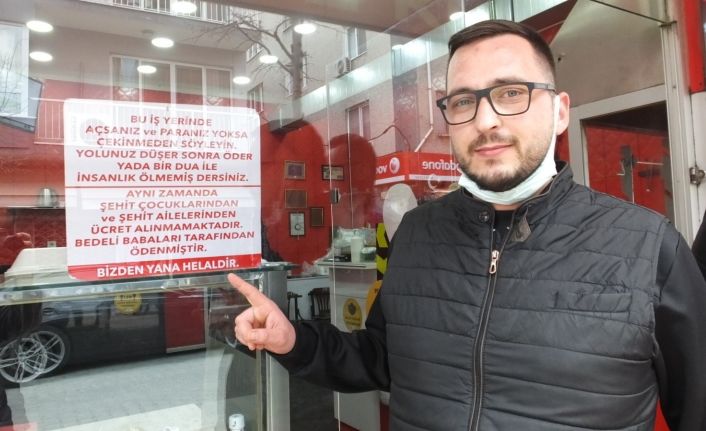 BU İŞ YERİNDE
AÇSANIZ ve PARANIZ YOKSA
ÇEKİNMEDEN SÖYLEYİN.
YOLUNUZ DÜŞER SONRA ÖDER
YADA BİR DUA İLE
İNSANLIK ÖLMEMİŞ DERSİNİZ.
AYNI ZAMANDA
ŞEHİT ÇOCUKLARINDAN
ve ŞEHİT AİLELERİNDEN
ÜCRET ALINMAMAKTADIR.
BEDELİ BABALARI TARAFINDAN
ÖDENMİŞTİR.
BİZDEN YANA HELALDİR.
vodafone